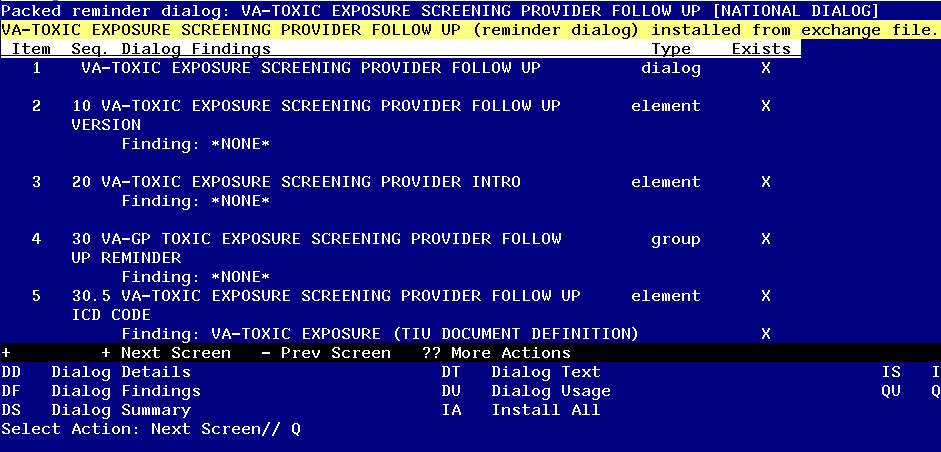 Packed reminder dialog: VA-TOXIC EXPOSURE SCREENING PROVIDER FOLLOW UP [NATIONAL DIALOG]
VA-TOXIC EXPOSURE SCREENING PROVIDER FOLLOW UP (reminder dialog) installed from exchange file.
Item Seq. Dialog Findings Type Exists
1 VA-TOXIC EXPOSURE SCREENING PROVIDER FOLLOW UP dialog X
2 10 VA-TOXIC EXPOSURE SCREENING PROVIDER FOLLOW UP element X
VERSION
Finding: *NONE*
3 20 VA-TOXIC EXPOSURE SCREENING PROVIDER INTRO element X
Finding: *NONE*
4 30 VA-GP TOXIC EXPOSURE SCREENING PROVIDER FOLLOW group X
UP REMINDER
Finding: *NONE*
5 30.5 VA-TOXIC EXPOSURE SCREENING PROVIDER FOLLOW UP element X
ICD CODE
Finding: VA-TOXIC EXPOSURE (TIU DOCUMENT DEFINITION) X
+ + Next Screen - Prev Screen ?? More Actions
DD Dialog Details DT Dialog Text IS I
DF Dialog Findings DU Dialog Usage QU Q
DS Dialog Summary IA Install All
Select Action: Next Screen// Q